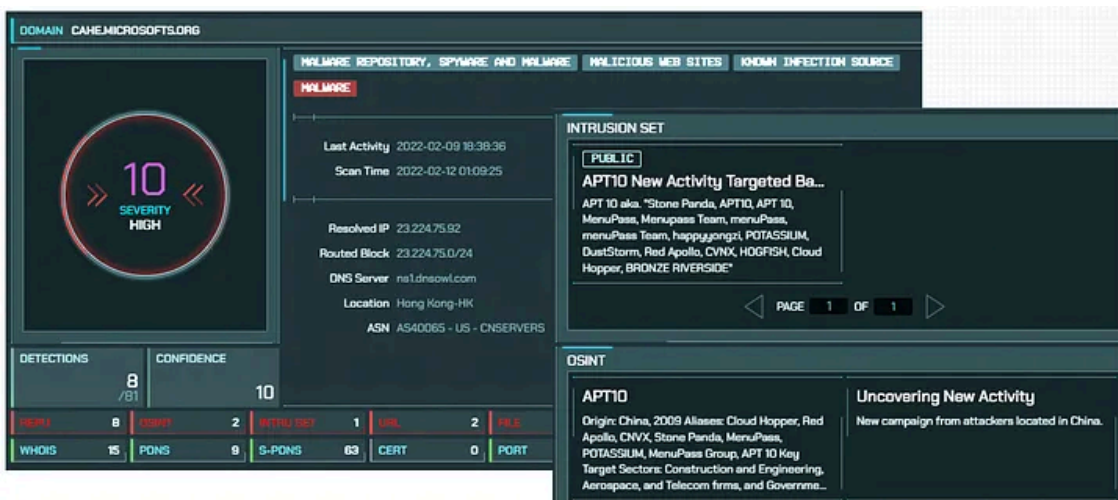 DOMAIN CAHE.MICROSOFTS.ORG
MALWARE REPOSITORY, SPYWARE AND MALWARE
MALICIOUS WEB SITES
KNOWN INFECTION SOURCE
MALWARE
10
SEVERITY
HIGH
Last Activity 2022-02-09 18:38:36
Scan Time 2022-02-12 01:09:25
Resolved IP 23.224.75.92
Routed Block 23.224.75.0/24
DNS Server ns1.dnsowl.com
Location Hong Kong-HK
ASN AS40065 - US - CNSERVERS
DETECTIONS
8
/81
CONFIDENCE
10
REPU 8
OSINT 2
INTRU SET 1
URL 2
FILE
WHOIS 15
PDNS 9
S-PDNS 63
CERT 0
PORT
INTRUSION SET
PUBLIC
APT10 New Activity Targeted Ba...
APT 10 aka. "Stone Panda, APT10, APT 10,
MenuPass, Menupass Team, menuPass,
menuPass Team, happyyongzi, POTASSIUM,
DustStorm, Red Apollo, CVNX, HOGFISH, Cloud
Hopper, BRONZE RIVERSIDE"
PAGE 1 OF 1
OSINT
APT10
Origin: China, 2009 Aliases: Cloud Hopper, Red
Apollo, CNVX, Stone Panda, MenuPass,
POTASSIUM, MenuPass Group, APT 10 Key
Target Sectors: Construction and Engineering,
Aerospace, and Telecom firms, and Governme...
Uncovering New Activity
New campaign from attackers located in China.